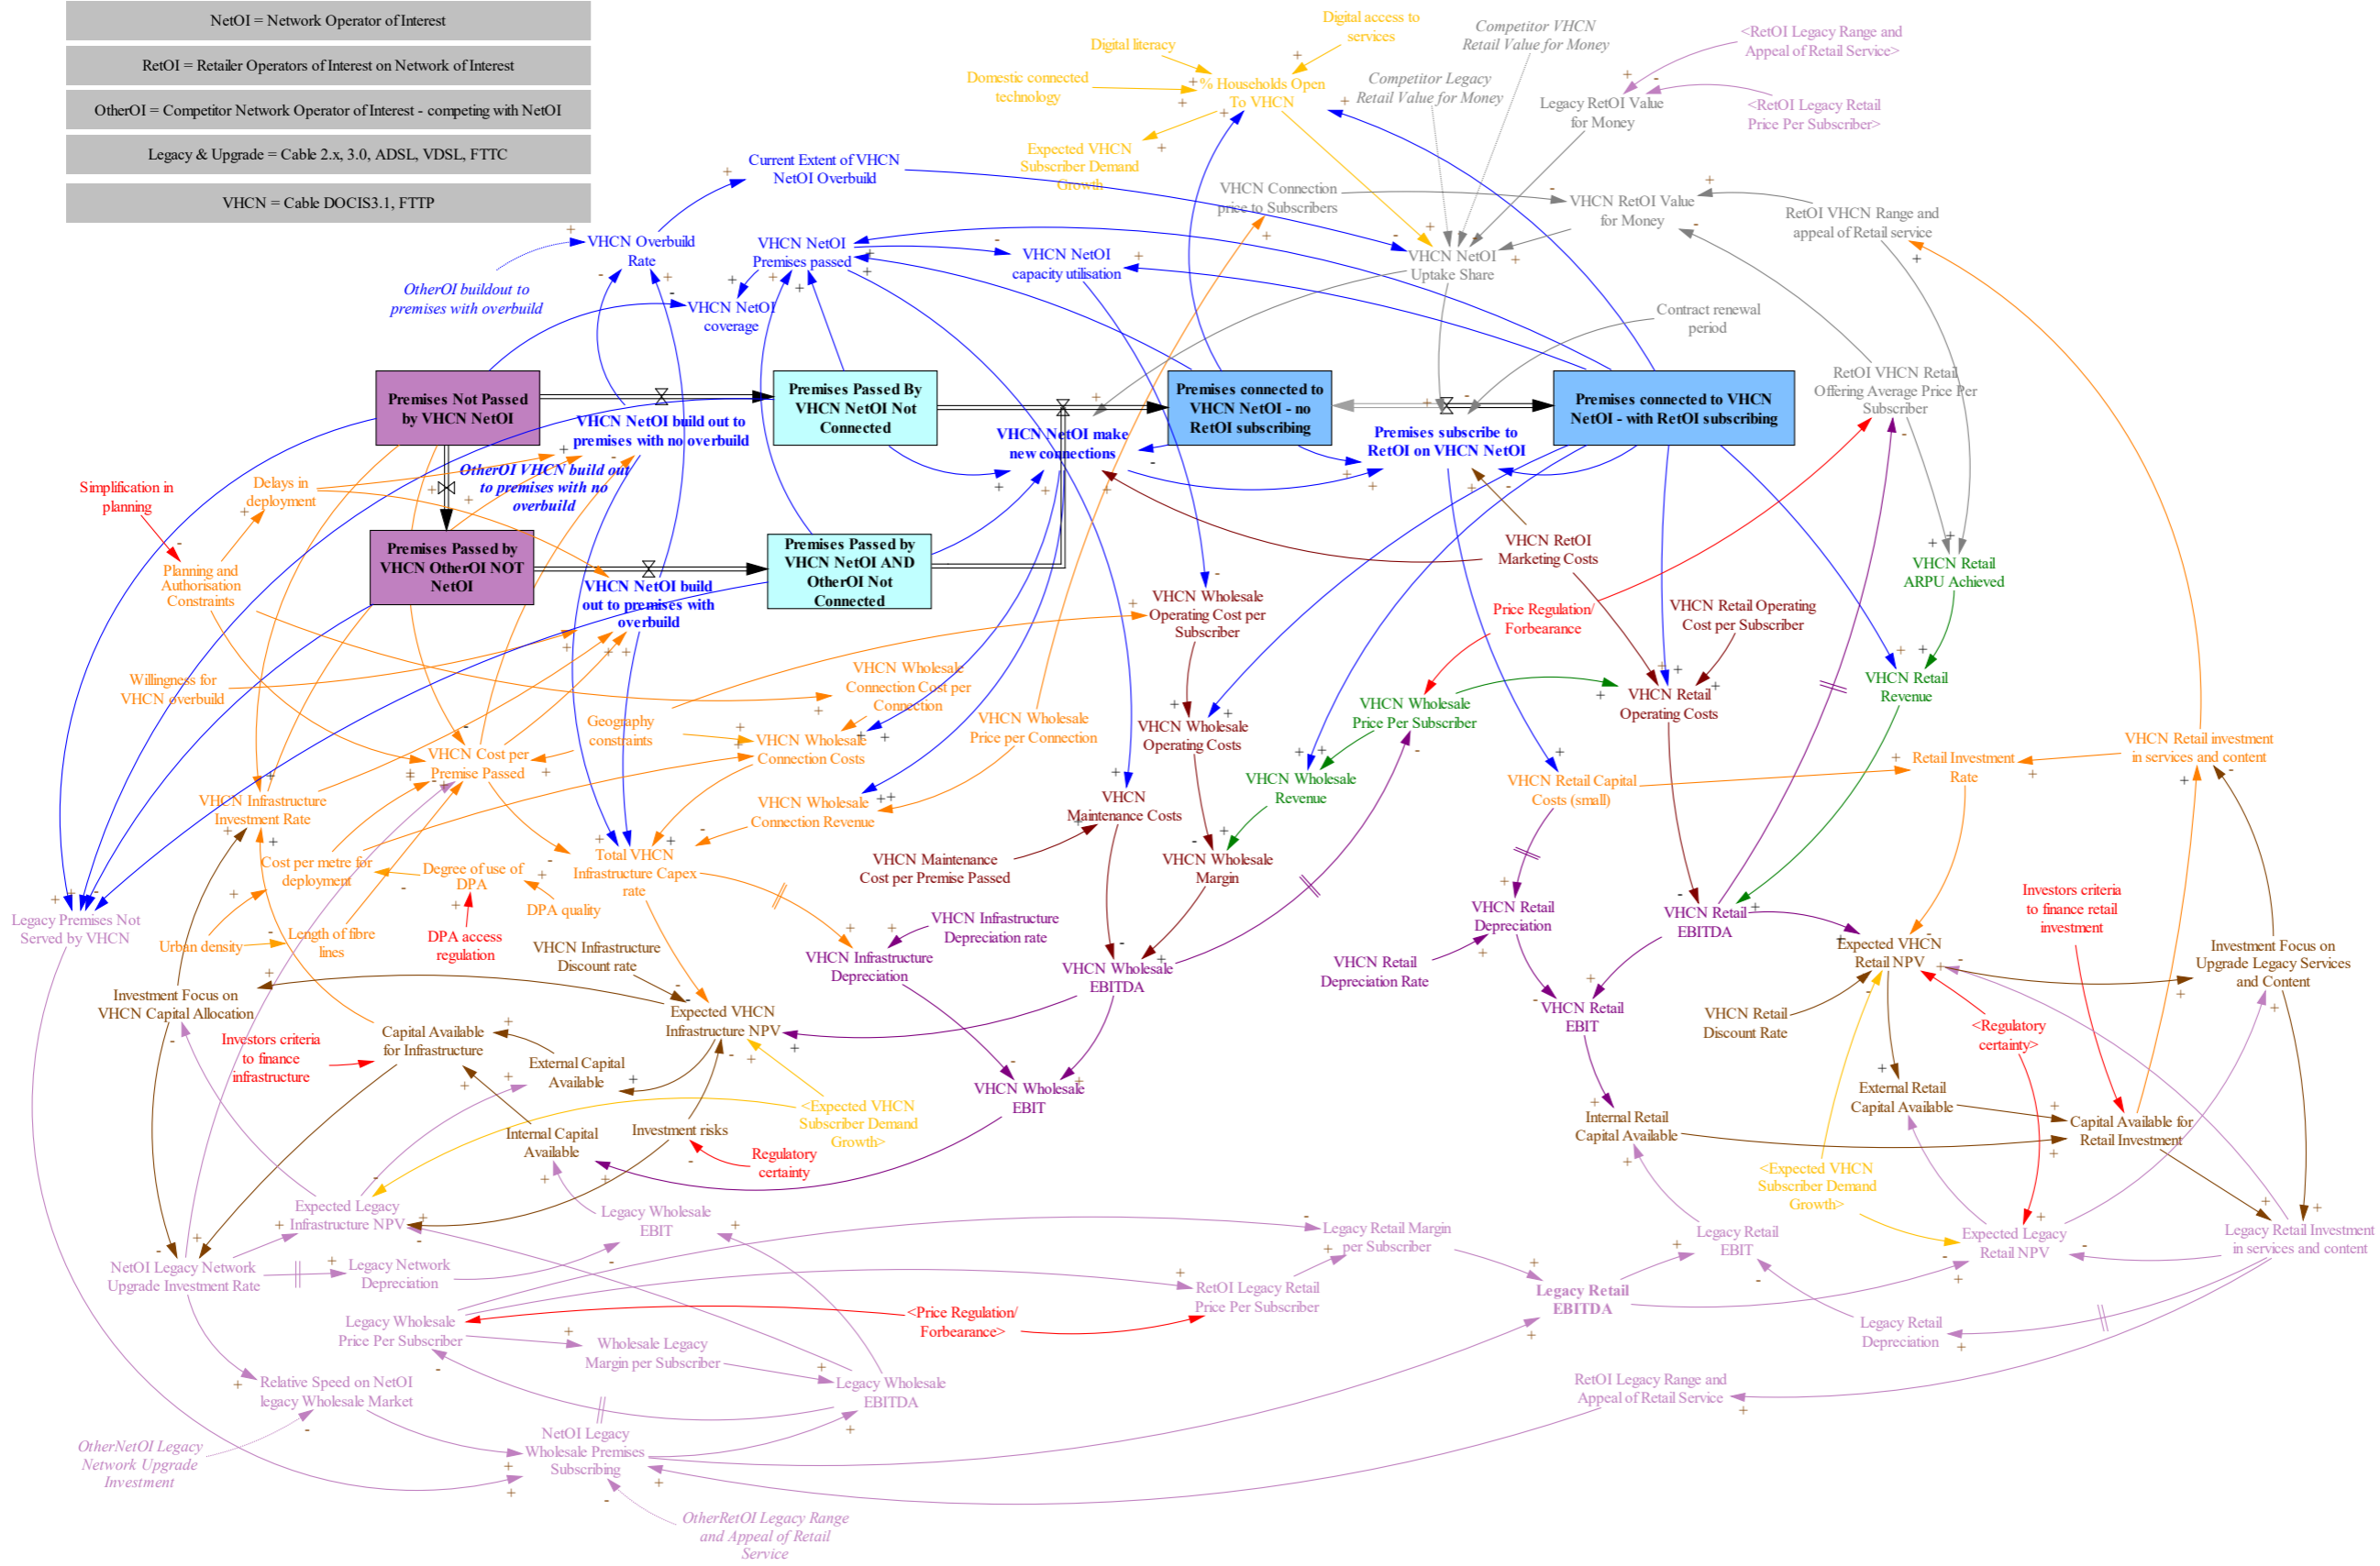 NetOI = Network Operator of Interest
RetOI = Retailer Operators of Interest on Network of Interest
OtherOI = Competitor Network Operator of Interest - competing with NetOI
Legacy & Upgrade = Cable 2.x, 3.0, ADSL, VDSL, FTTC
VHCN = Cable DOCIS3.1, FTTP
Digital literacy
Digital access to
services
Domestic connected
technology
% Households Open
To VHCN
Expected VHCN
Subscriber Demand
Growth
Competitor VHCN
Retail Value for Money
Competitor Legacy
Retail Value for Money
<RetOI Legacy Range and
Appeal of Retail Service>
Legacy RetOI Value
for Money
<RetOI Legacy Retail
Price Per Subscriber>
Current Extent of VHCN
NetOI Overbuild
VHCN Connection
price to Subscribers
VHCN RetOI Value
for Money
RetOI VHCN Range and
appeal of Retail service
VHCN Overbuild
Rate
VHCN NetOI
Premises passed
VHCN NetOI
capacity utilisation
VHCN NetOI
Uptake Share
OtherOI buildout to
premises with overbuild
VHCN NetOI
coverage
Contract renewal
period
Premises Not Passed
by VHCN NetOI
Premises Passed By
VHCN NetOI Not
Connected
Premises connected to
VHCN NetOI - no
RetOI subscribing
Premises connected to VHCN
NetOI - with RetOI subscribing
RetOI VHCN Retail
Offering Average Price Per
Subscriber
VHCN NetOI build out to
premises with no overbuild
VHCN NetOI make
new connections
Premises subscribe to
RetOI on VHCN NetOI
OtherOI VHCN build out
to premises with no
overbuild
Simplification in
planning
Delays in
deployment
Planning and
Authorisation
Constraints
Premises Passed by
VHCN OtherOI NOT
NetOI
Premises Passed by
VHCN NetOI AND
OtherOI Not
Connected
VHCN NetOI build
out to premises with
overbuild
VHCN RetOI
Marketing Costs
VHCN Retail
ARPU Achieved
VHCN Wholesale
Operating Cost per
Subscriber
Price Regulation/
Forbearance
VHCN Retail Operating
Cost per Subscriber
Willingness for
VHCN overbuild
VHCN Wholesale
Connection Cost per
Connection
Geography
constraints
VHCN Wholesale
Connection Costs
VHCN Wholesale
Price per Connection
VHCN Wholesale
Operating Costs
VHCN Wholesale
Price Per Subscriber
VHCN Retail
Operating Costs
VHCN Retail
Revenue
VHCN Cost per
Premise Passed
VHCN Infrastructure
Investment Rate
VHCN Wholesale
Connection Revenue
VHCN
Maintenance Costs
VHCN Wholesale
Revenue
VHCN Retail Capital
Costs (small)
Retail Investment
Rate
VHCN Retail investment
in services and content
Cost per metre for
deployment
Degree of use of
DPA
Total VHCN
Infrastructure Capex
rate
VHCN Maintenance
Cost per Premise Passed
VHCN Wholesale
Margin
Legacy Premises Not
Served by VHCN
Urban density
Length of fibre
lines
DPA quality
DPA access
regulation
VHCN Infrastructure
Discount rate
VHCN Infrastructure
Depreciation rate
VHCN Infrastructure
Depreciation
VHCN Wholesale
EBITDA
VHCN Retail
Depreciation
VHCN Retail
Depreciation Rate
VHCN Retail
EBITDA
Expected VHCN
Retail NPV
Investors criteria
to finance retail
investment
Investment Focus on
Upgrade Legacy Services
and Content
Investment Focus on
VHCN Capital Allocation
Investors criteria
to finance
infrastructure
Capital Available
for Infrastructure
External Capital
Available
Expected VHCN
Infrastructure NPV
VHCN Retail
EBIT
VHCN Retail
Discount Rate
<Regulatory
certainty>
VHCN Wholesale
EBIT
<Expected VHCN
Subscriber Demand
Growth>
Internal Capital
Available
Investment risks
Regulatory
certainty
Internal Retail
Capital Available
External Retail
Capital Available
Capital Available for
Retail Investment
<Expected VHCN
Subscriber Demand
Growth>
Expected Legacy
Infrastructure NPV
Legacy Wholesale
EBIT
Legacy Retail Margin
per Subscriber
Legacy Retail
EBIT
Expected Legacy
Retail NPV
Legacy Retail Investment
in services and content
NetOI Legacy Network
Upgrade Investment Rate
Legacy Network
Depreciation
RetOI Legacy Retail
Price Per Subscriber
Legacy Retail
EBITDA
Legacy Wholesale
Price Per Subscriber
<Price Regulation/
Forbearance>
Wholesale Legacy
Margin per Subscriber
Legacy Retail
Depreciation
Relative Speed on NetOI
legacy Wholesale Market
Legacy Wholesale
EBITDA
RetOI Legacy Range and
Appeal of Retail Service
OtherNetOI Legacy
Network Upgrade
Investment
NetOI Legacy
Wholesale Premises
Subscribing
OtherRetOI Legacy Range
and Appeal of Retail
Service